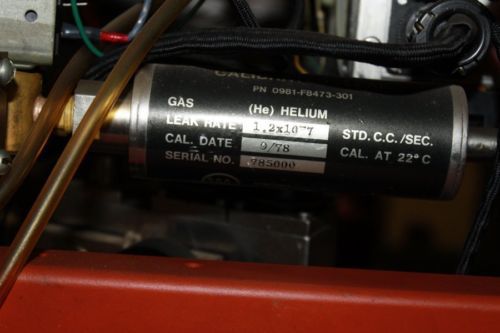 PN 0981-F8473-301
GAS (He) HELIUM
LEAK RATE 1.2x10-7 STD. C.C./SEC.
CAL. DATE 9/78 CAL. AT 22°C
SERIAL NO. 785000